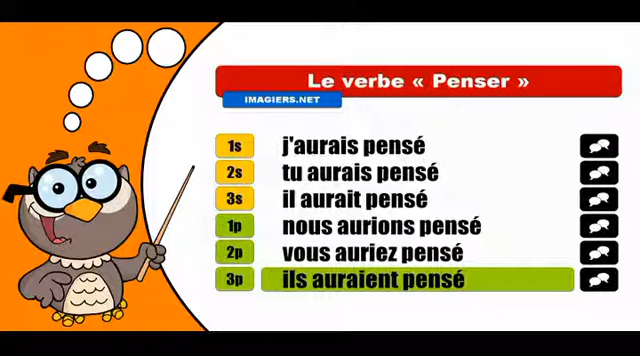 Le verbe « Penser »
IMAGIERS.NET
1s j'aurais pensé
2s tu aurais pensé
3s il aurait pensé
1p nous aurions pensé
2p vous auriez pensé
3p ils auraient pensé